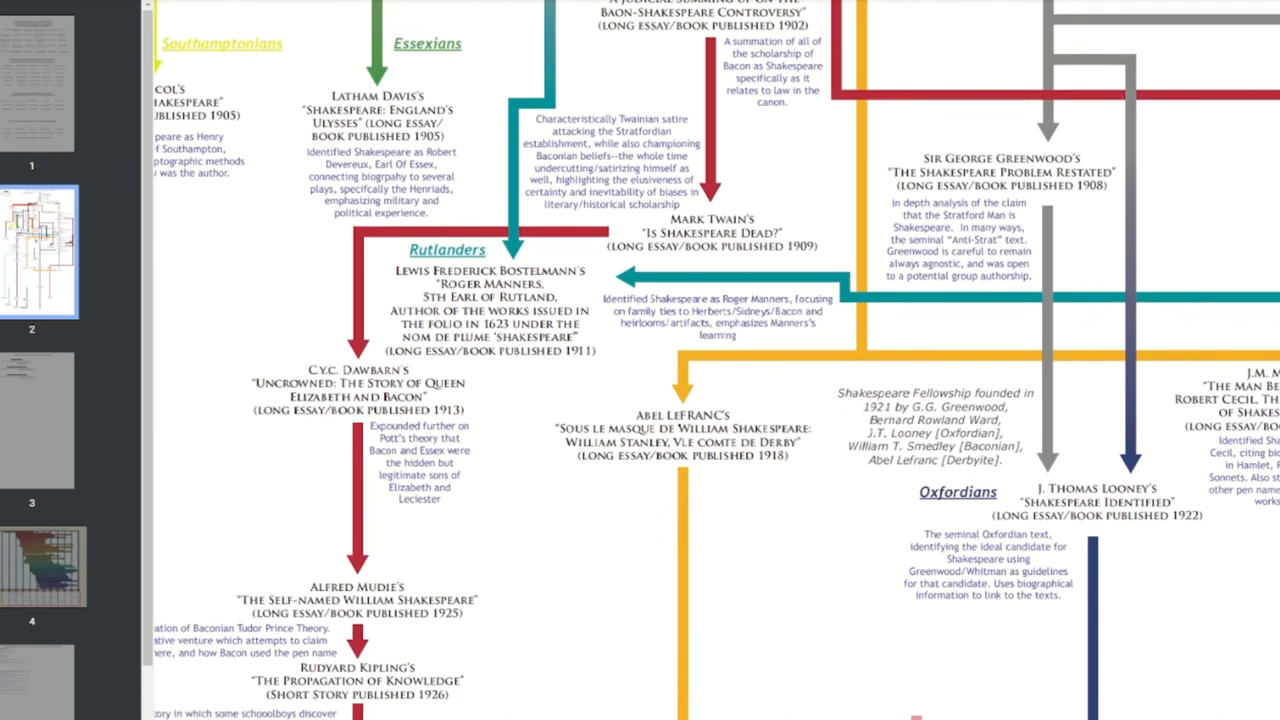 "A JUDICIAL SUMMING UP ON THE
BAON-SHAKESPEARE CONTROVERSY"
(LONG ESSAY/BOOK PUBLISHED 1902)
A summation of all of
the scholarship of
Bacon as Shakespeare
specifically as it
relates to law in the
canon.
Southamptonians
COL'S
IAKESPEARE"
UBLISHED 1905)
peare as Henry
f Southampton,
ptographic methods
was the author.
Essexians
LATHAM DAVIS'S
"SHAKESPEARE: ENGLAND'S
ULYSSES" (LONG ESSAY/
BOOK PUBLISHED 1905)
Identified Shakespeare as Robert
Devereux, Earl Of Essex,
connecting biogrpahy to several
plays, specifcally the Henriads,
emphasizing military and
political experience.
Characteristically Twainian satire
attacking the Stratfordian
establishment, while also championing
Baconian beliefs--the whole time
undercutting/satirizing himself as
well, highlighting the elusiveness of
certainty and inevitability of biases in
literary/historical scholarship
MARK TWAIN'S
"IS SHAKESPEARE DEAD?"
(LONG ESSAY/BOOK PUBLISHED 1909)
SIR GEORGE GREENWOOD'S
"THE SHAKESPEARE PROBLEM RESTATED"
(LONG ESSAY/BOOK PUBLISHED 1908)
In depth analysis of the claim
that the Stratford Man is
Shakespeare. In many ways,
the seminal "Anti-Strat" text.
Greenwood is careful to remain
always agnostic, and was open
to a potential group authorship.
Rutlanders
LEWIS FREDERICK BOSTELMANN'S
"ROGER MANNERS,
5TH EARL OF RUTLAND,
AUTHOR OF THE WORKS ISSUED IN
THE FOLIO IN 1623 UNDER THE
NOM DE PLUME 'SHAKESPEARE'"
(LONG ESSAY/BOOK PUBLISHED 1911)
Identified Shakespeare as Roger Manners, focusing
on family ties to Herberts/Sidneys/Bacon and
heirlooms/artifacts, emphasizes Manners's
learning
C.Y.C. DAWBARN'S
"UNCROWNED: THE STORY OF QUEEN
ELIZABETH AND BACON"
(LONG ESSAY/BOOK PUBLISHED 1913)
Expounded further on
Pott's theory that
Bacon and Essex were
the hidden but
legitimate sons of
Elizabeth and
Leciester
ABEL LEFRANC'S
"SOUS LE MASQUE DE WILLIAM SHAKESPEARE:
WILLIAM STANLEY, VLE COMTE DE DERBY"
(LONG ESSAY/BOOK PUBLISHED 1918)
Shakespeare Fellowship founded in
1921 by G.G. Greenwood,
Bernard Rowland Ward,
J.T. Looney [Oxfordian],
William T. Smedley [Baconian],
Abel Lefranc [Derbyite].
J.M. M
"THE MAN BE
ROBERT CECIL, TH
OF SHAKES
(LONG ESSAY/BO
Identified Sha
Cecil, citing bio
in Hamlet, R
Sonnets. Also st
other pen name
works
Oxfordians
J. THOMAS LOONEY'S
"SHAKESPEARE IDENTIFIED"
(LONG ESSAY/BOOK PUBLISHED 1922)
The seminal Oxfordian text,
identifying the ideal candidate for
Shakespeare using
Greenwood/Whitman as guidelines
for that candidate. Uses biographical
information to link to the texts.
ALFRED MUDIE'S
"THE SELF-NAMED WILLIAM SHAKESPEARE"
(LONG ESSAY/BOOK PUBLISHED 1925)
ation of Baconian Tudor Prince Theory.
ative venture which attempts to claim
here, and how Bacon used the pen name
RUDYARD KIPLING'S
"THE PROPAGATION OF KNOWLEDGE"
(SHORT STORY PUBLISHED 1926)
ory in which some schooolboys discover
1
2
3
4